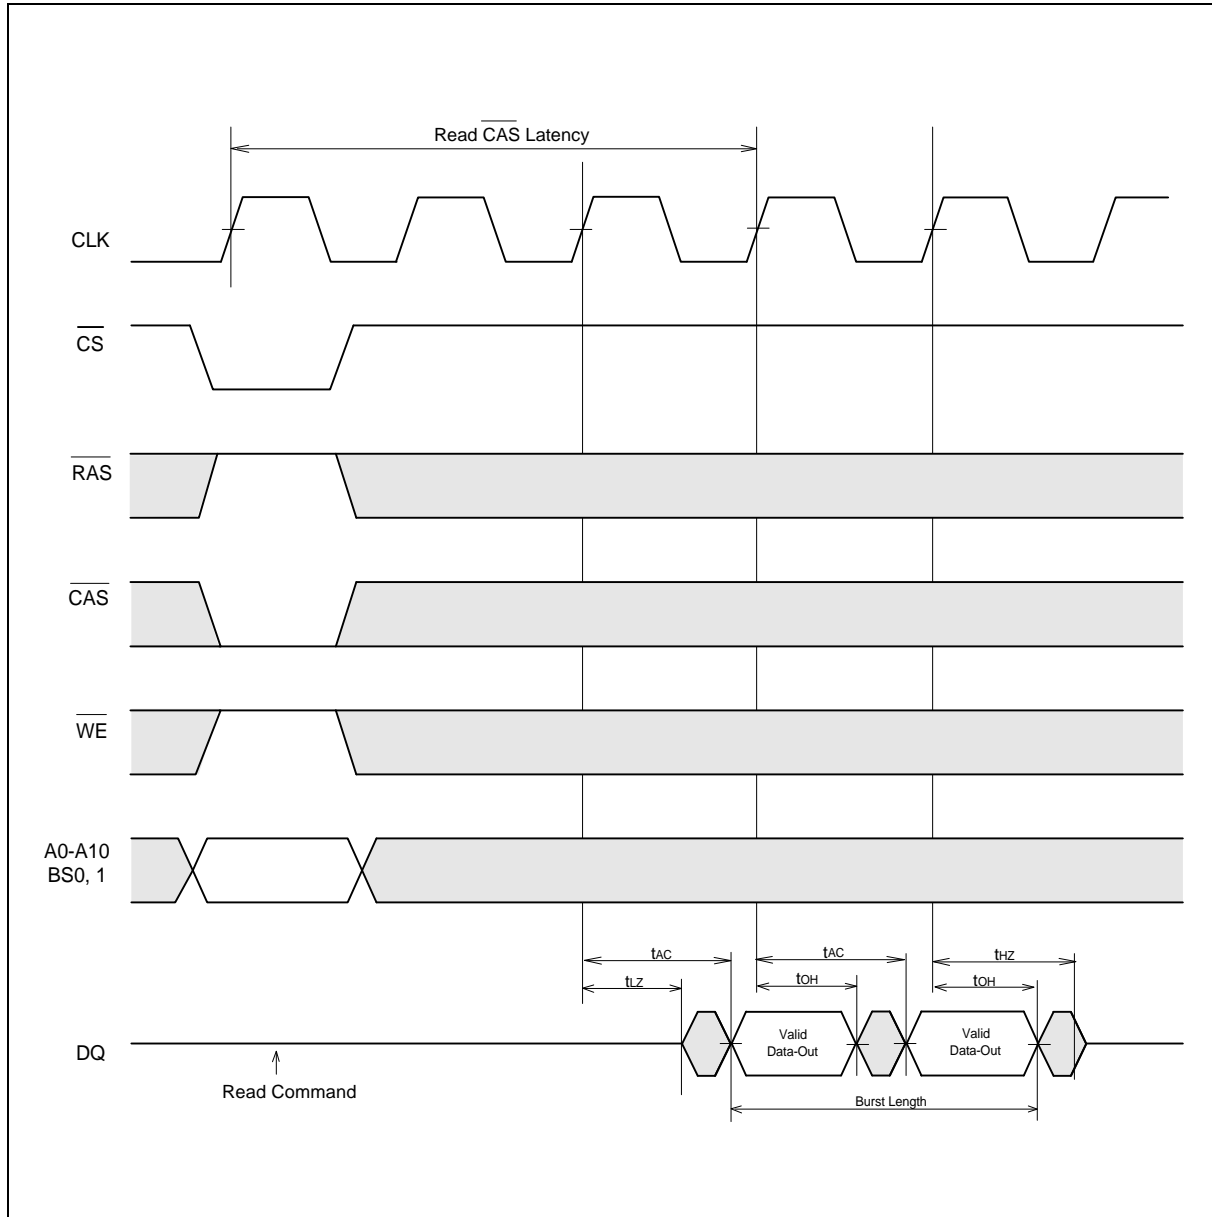 Read CAS Latency
CLK
CS
RAS
CAS
WE
A0-A10
BS0, 1
tAC
tAC
tHZ
tLZ
tOH
tOH
DQ
Valid
Data-Out
Valid
Data-Out
Read Command
Burst Length